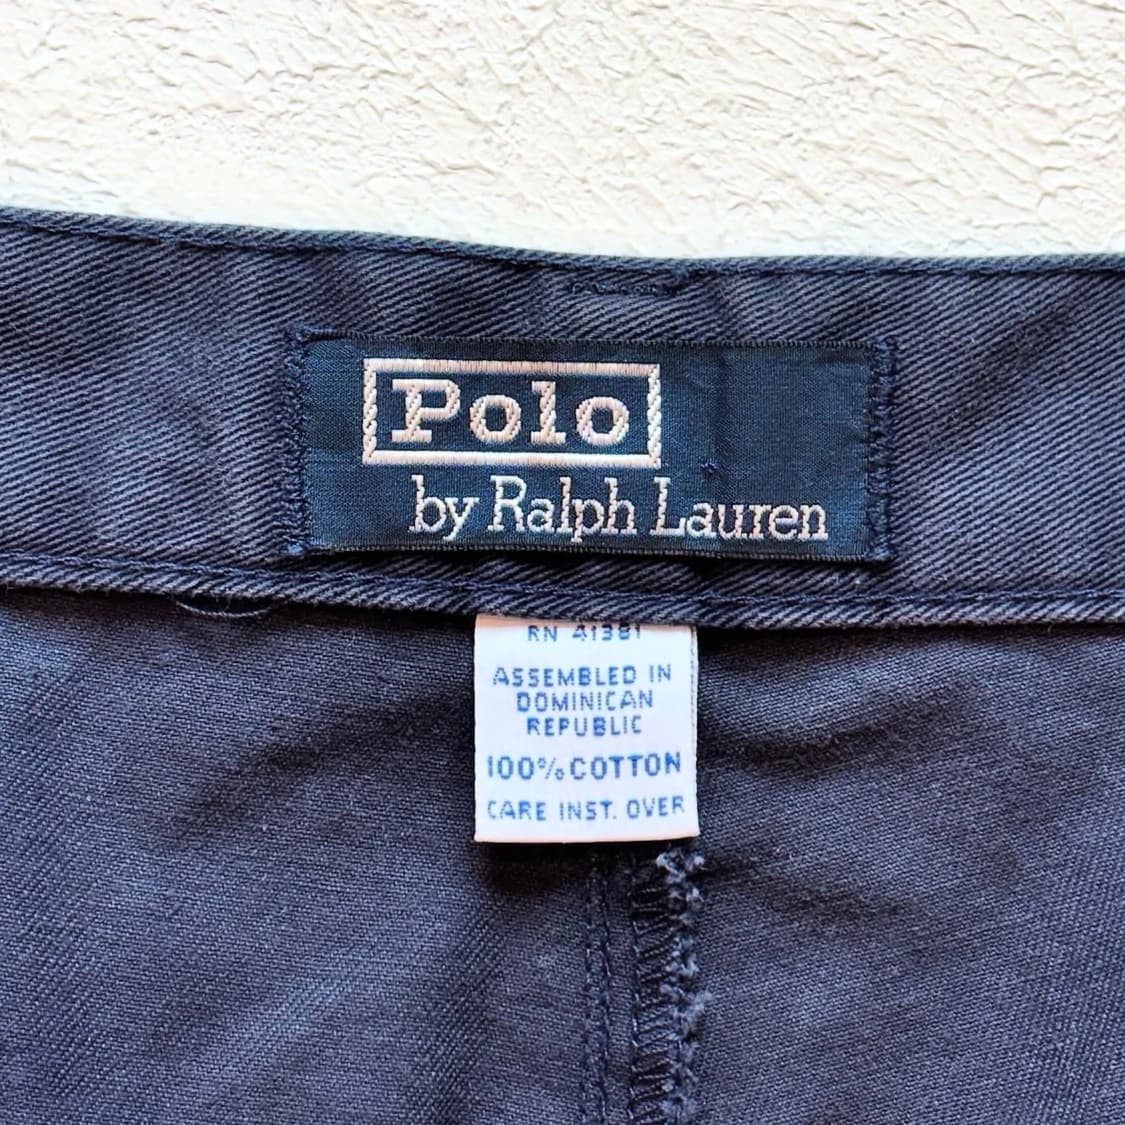 Polo
by Ralph Lauren
RN 41381
ASSEMBLED IN
DOMINICAN
REPUBLIC
100% COTTON
CARE INST. OVER